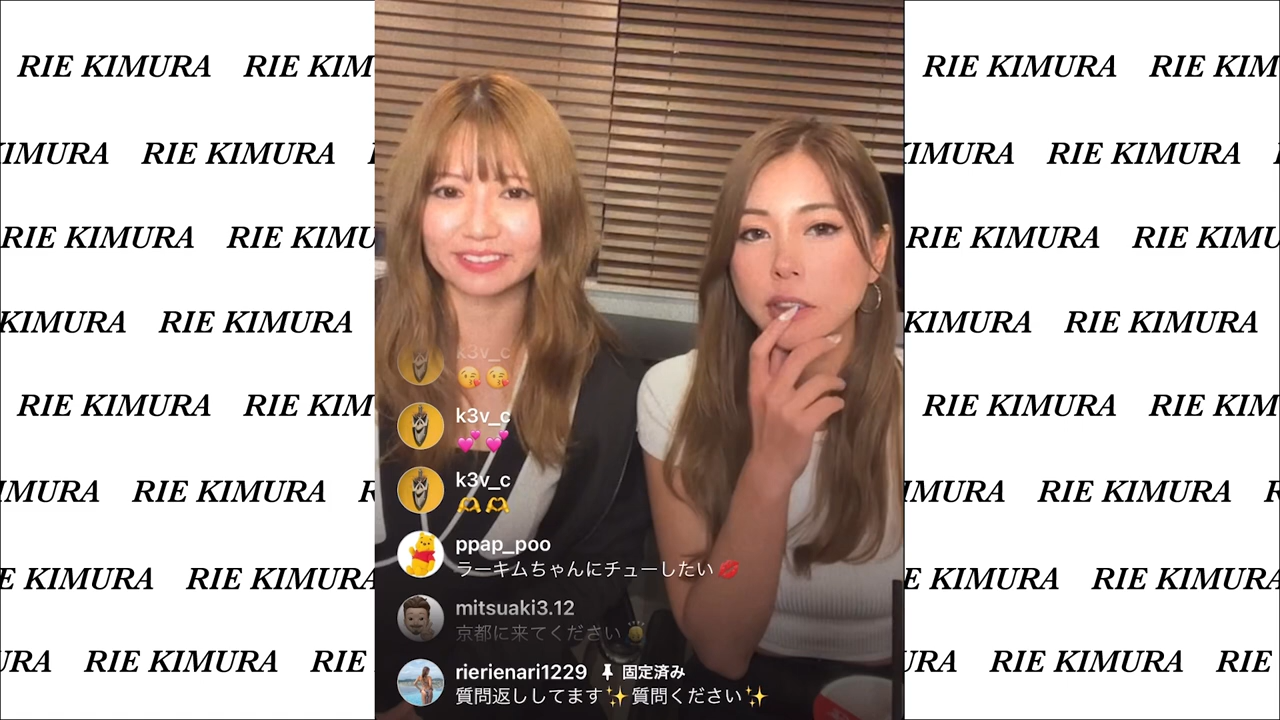 RIE KIMURA RIE KIM
IMURA RIE KIMURA
RIE KIMURA RIE KIMU
KIMURA RIE KIMURA
RIE KIMURA RIE KIM
IMURA RIE KIMURA R
E KIMURA RIE KIMURA
URA RIE KIMURA RIE
k3v_c
😘😘
k3v_c
💕💕
k3v_c
🫶🫶
ppap_poo
ラーキムちゃんにチューしたい💋
mitsuaki3.12
京都に来てください
rierienari1229 固定済み
質問返ししてます✨質問ください✨
RIE KIMURA RIE KIM
IMURA RIE KIMURA
RIE KIMURA RIE KIMU
KIMURA RIE KIMURA
RIE KIMURA RIE KIM
IMURA RIE KIMURA R
E KIMURA RIE KIMURA
URA RIE KIMURA RIE